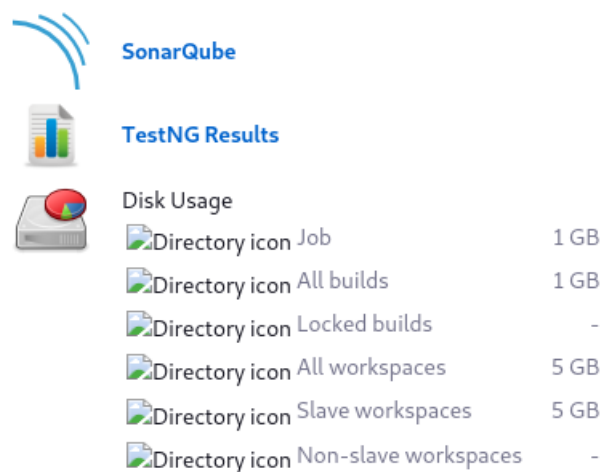 SonarQube
TestNG Results
Disk Usage
Directory icon Job 1 GB
Directory icon All builds 1 GB
Directory icon Locked builds -
Directory icon All workspaces 5 GB
Directory icon Slave workspaces 5 GB
Directory icon Non-slave workspaces -